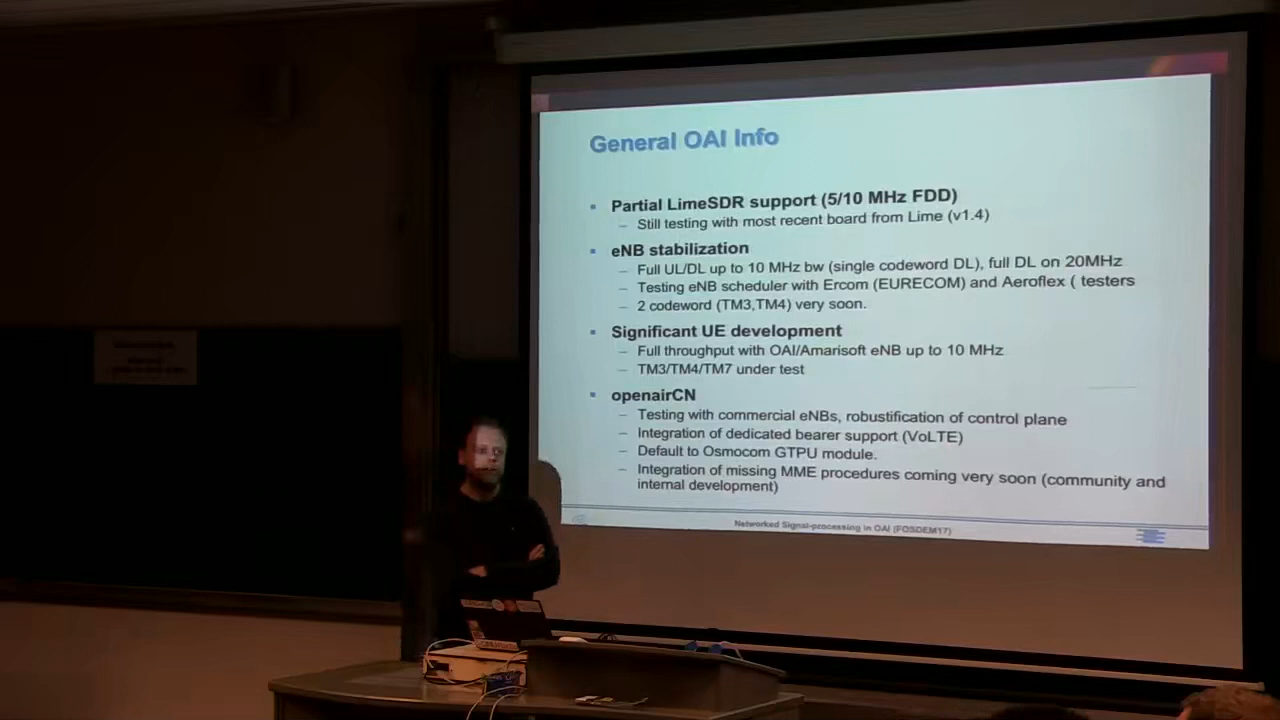 General OAI Info
Partial LimeSDR support (5/10 MHz FDD)
– Still testing with most recent board from Lime (v1.4)
eNB stabilization
– Full UL/DL up to 10 MHz bw (single codeword DL), full DL on 20MHz
– Testing eNB scheduler with Ercom (EURECOM) and Aeroflex ( testers
– 2 codeword (TM3,TM4) very soon.
Significant UE development
– Full throughput with OAI/Amarisoft eNB up to 10 MHz
– TM3/TM4/TM7 under test
openairCN
– Testing with commercial eNBs, robustification of control plane
– Integration of dedicated bearer support (VoLTE)
– Default to Osmocom GTPU module.
– Integration of missing MME procedures coming very soon (community and
internal development)
Networked Signal-processing in OAI (FOSDEM17)